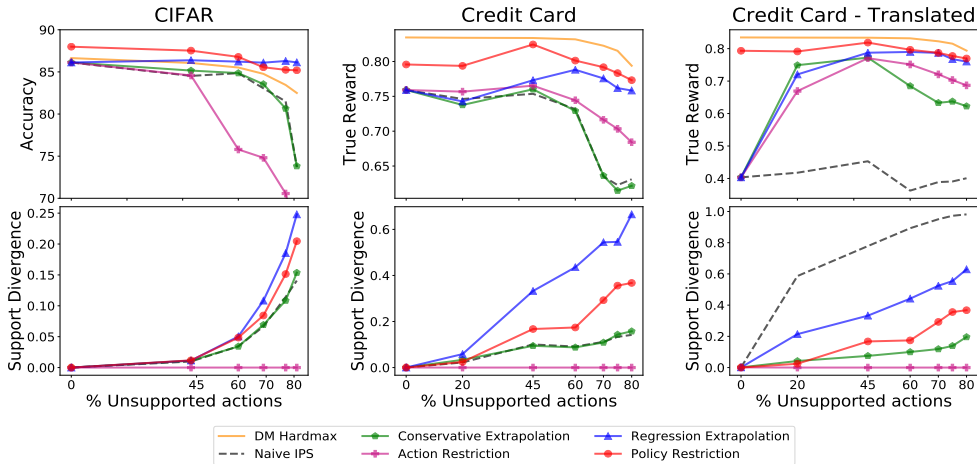 CIFAR
Credit Card
Credit Card - Translated
Accuracy
90
85
80
75
70
True Reward
0.85
0.80
0.75
0.70
0.65
True Reward
0.8
0.7
0.6
0.5
0.4
Support Divergence
0.25
0.20
0.15
0.10
0.05
0.00
0 45 60 70 80
% Unsupported actions
Support Divergence
0.6
0.4
0.2
0.0
0 20 45 60 70 80
% Unsupported actions
Support Divergence
1.0
0.8
0.6
0.4
0.2
0.0
0 20 45 60 70 80
% Unsupported actions
DM Hardmax Conservative Extrapolation Regression Extrapolation
Naive IPS Action Restriction Policy Restriction